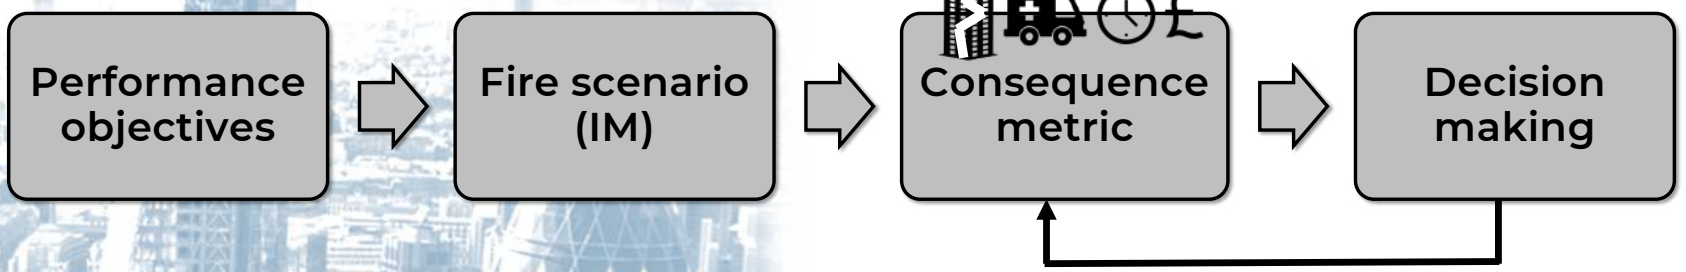 Performance
objectives
Fire scenario
(IM)
£
Consequence
metric
Decision
making